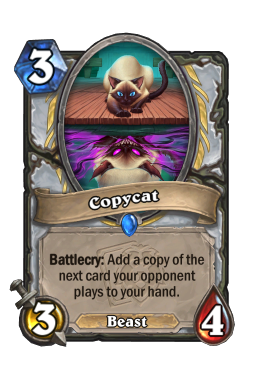 3
Copycat
Battlecry: Add a copy of the
next card your opponent
plays to your hand.
3
Beast
4